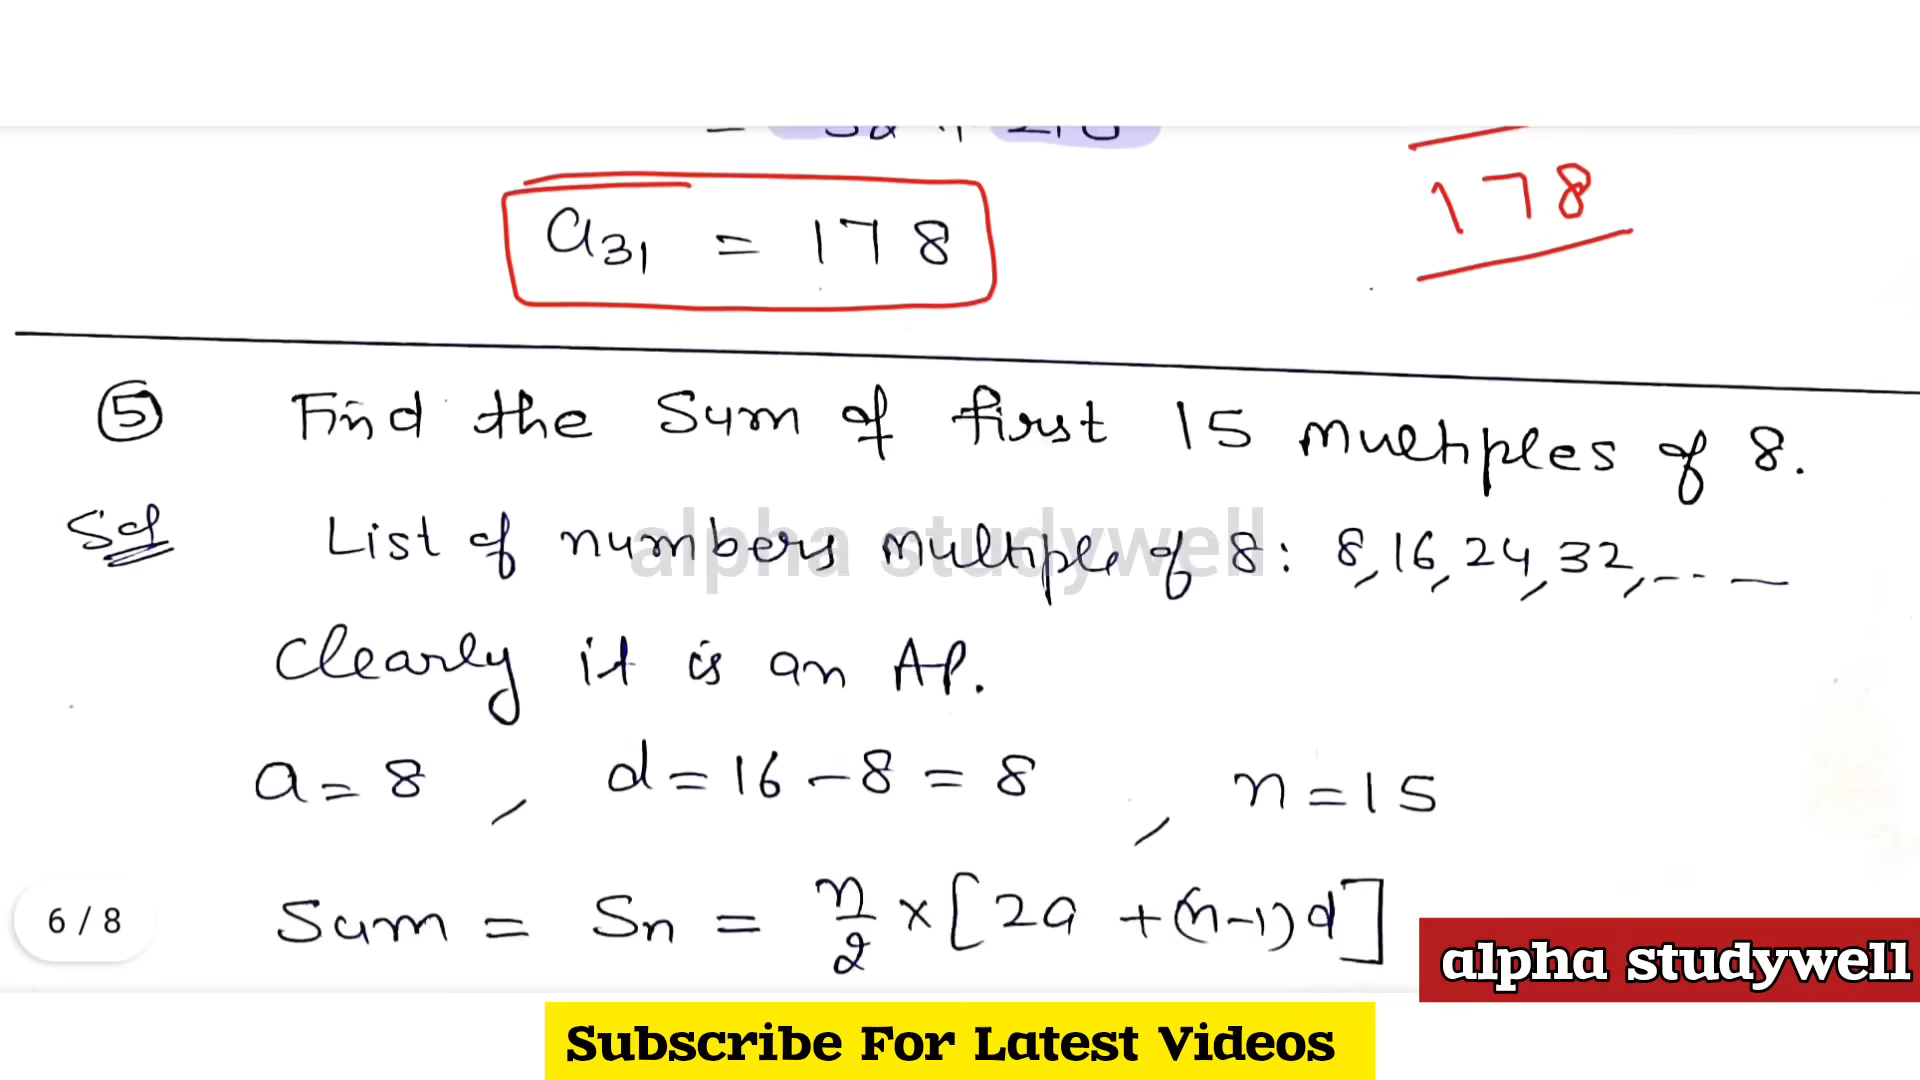 a31 = 178
178
⑤ Find the Sum of first 15 multiples of 8.
Sol List of numbers multiple of 8: 8, 16, 24, 32, ... —
alpha studywell
Clearly it is an AP.
a = 8 , d = 16 - 8 = 8 , n = 15
Sum = Sn = n/2 × [2a + (n-1)d]
6 / 8
alpha studywell
Subscribe For Latest Videos